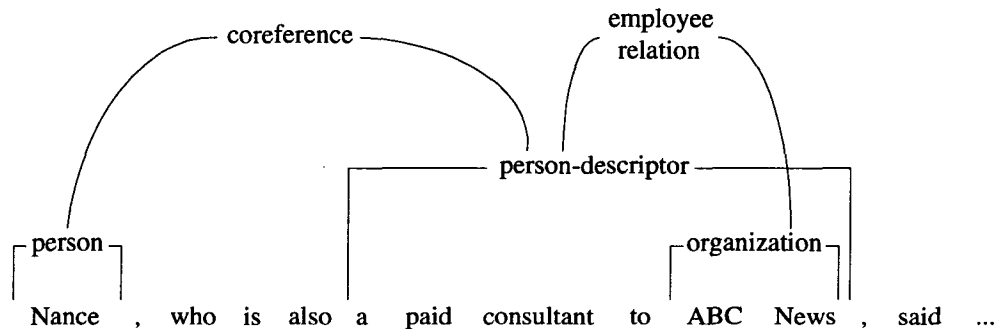 coreference
employee
relation
person-descriptor
person
organization
Nance , who is also a paid consultant to ABC News , said ...